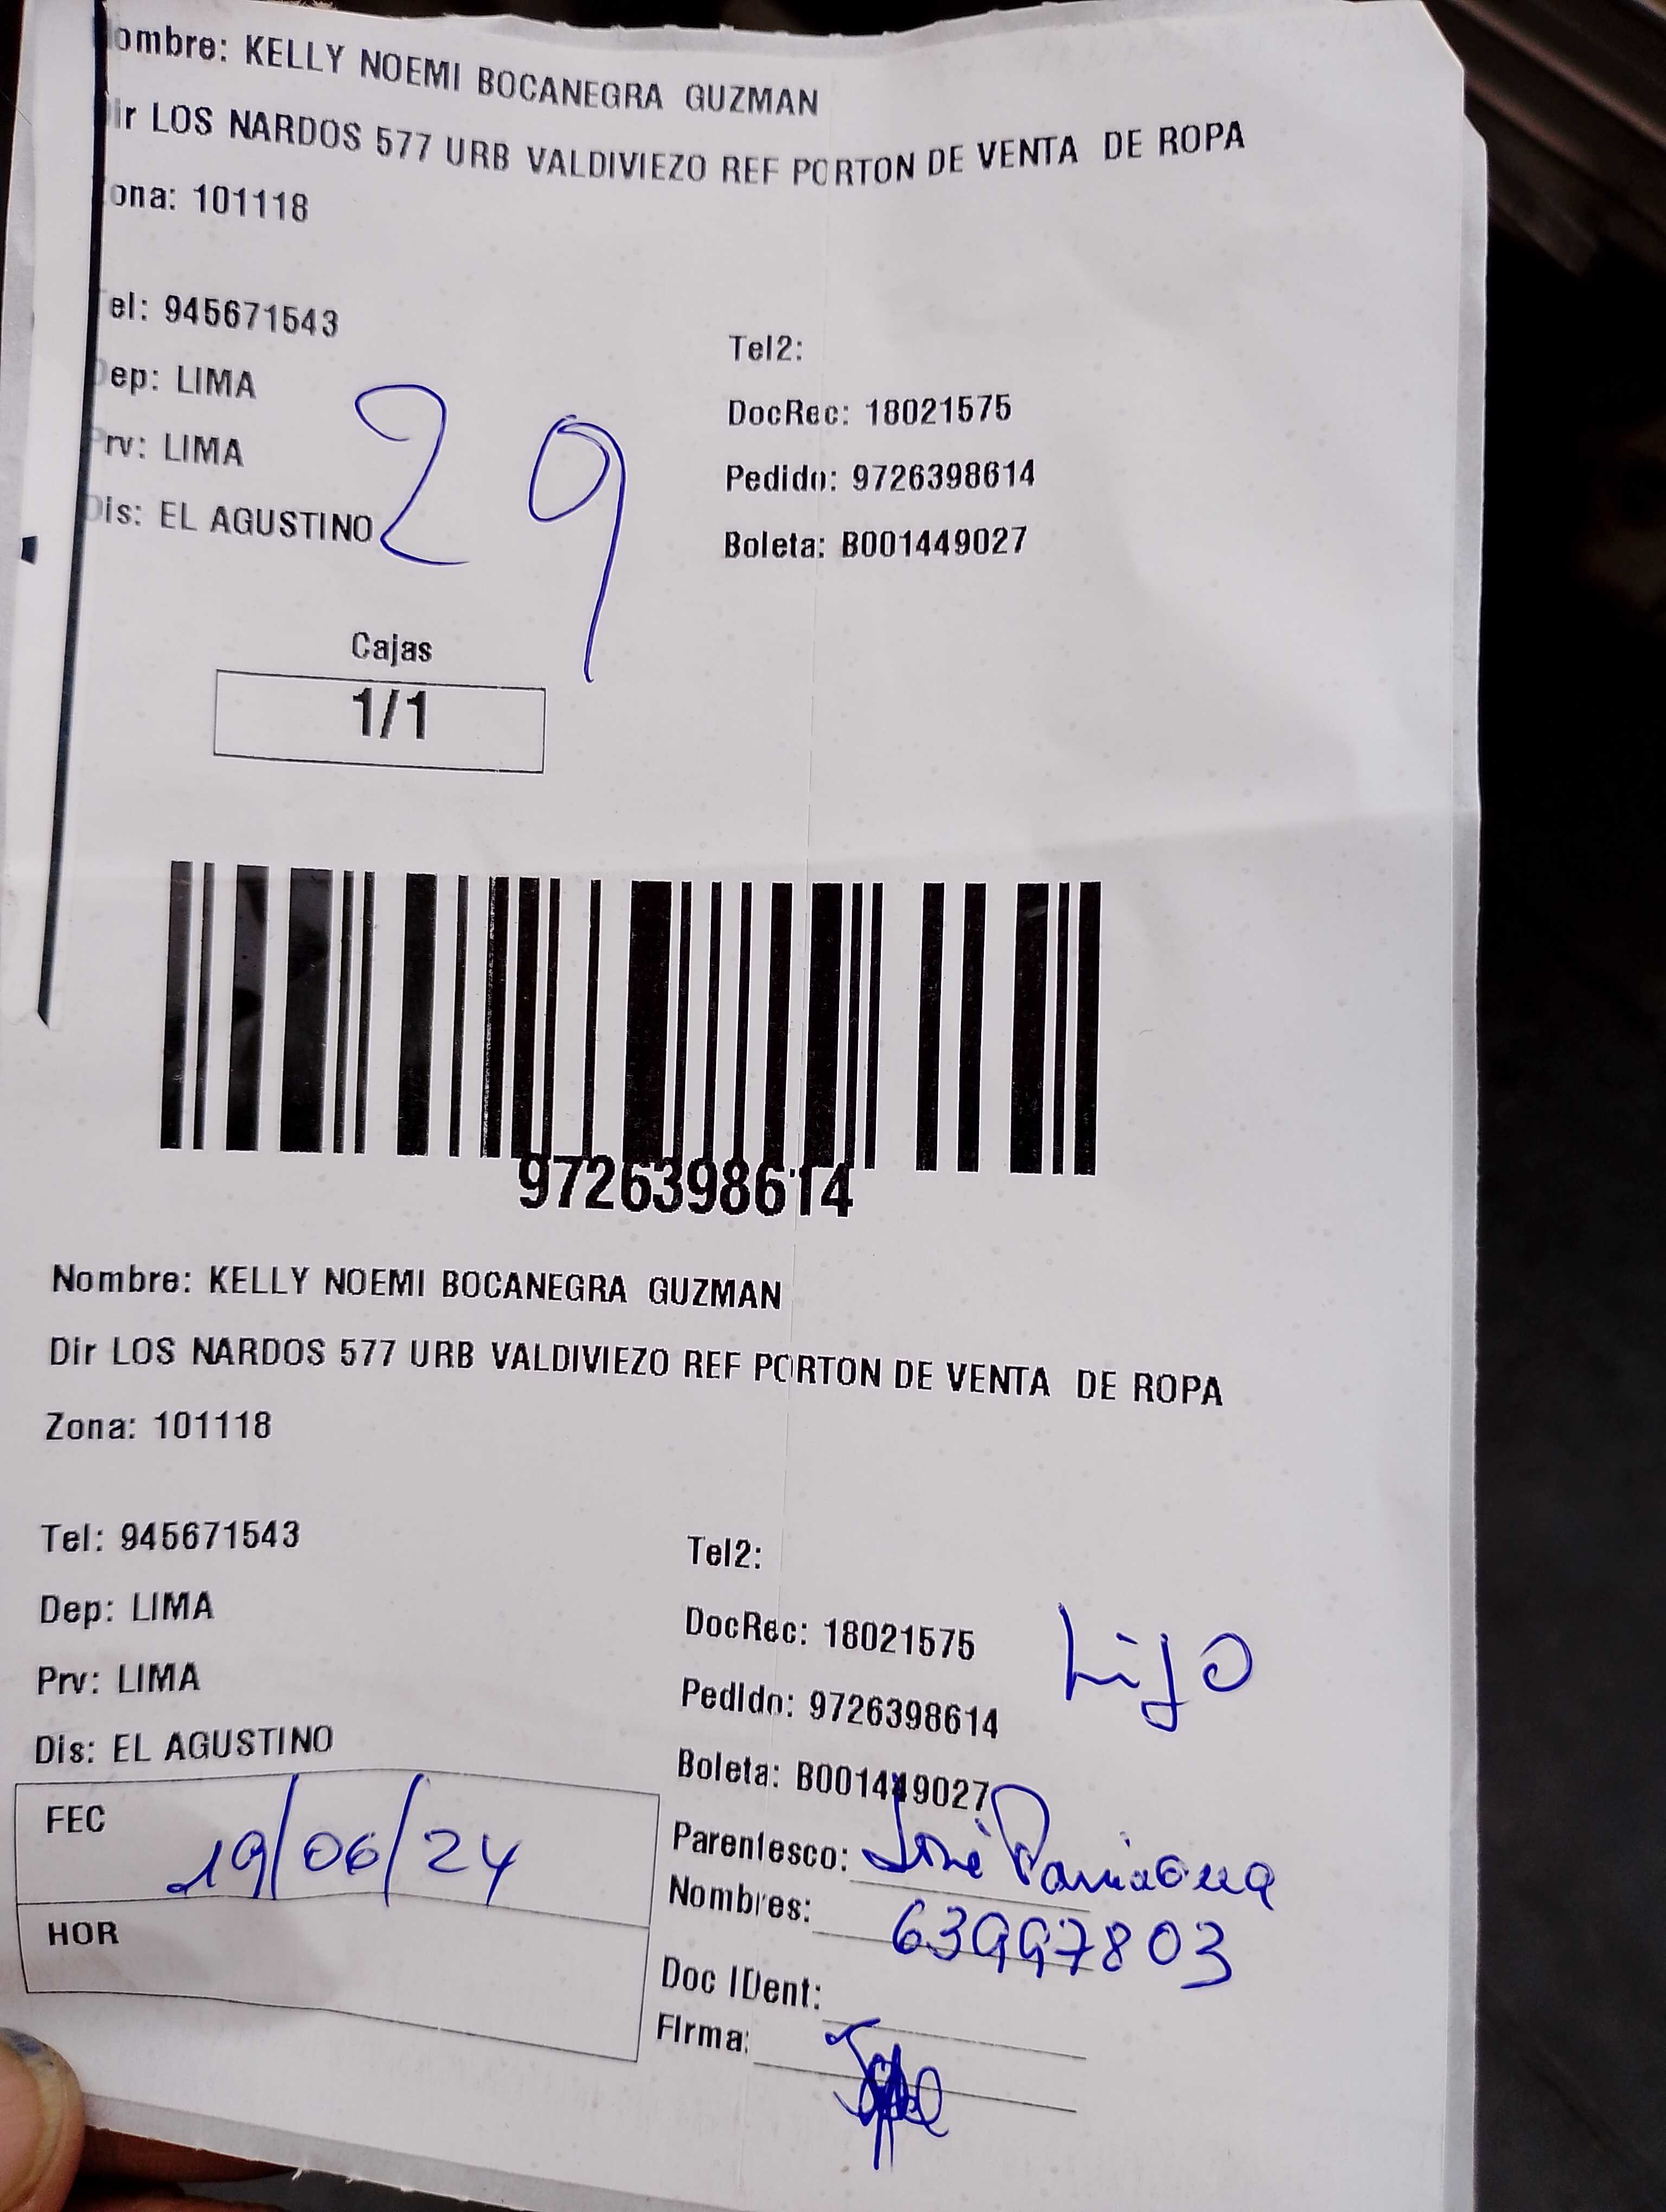 ombre: KELLY NOEMI BOCANEGRA GUZMAN
ir LOS NARDOS 577 URB VALDIVIEZO REF PORTON DE VENTA DE ROPA
ona: 101118
el: 945671543
Tel2:
Dep: LIMA
DocRec: 18021575
Prv: LIMA
Pedido: 9726398614
Dis: EL AGUSTINO
Boleta: B001449027
29
Cajas
1/1
9726398614
Nombre: KELLY NOEMI BOCANEGRA GUZMAN
Dir LOS NARDOS 577 URB VALDIVIEZO REF PORTON DE VENTA DE ROPA
Zona: 101118
Tel: 945671543
Tel2:
Dep: LIMA
DocRec: 18021575
Hijo
Prv: LIMA
PedIdo: 9726398614
Dis: EL AGUSTINO
Boleta: B001449027
FEC 19/06/24
Parentesco: José
Nombres: 63997803
HOR
Doc IDent:
FIrma: